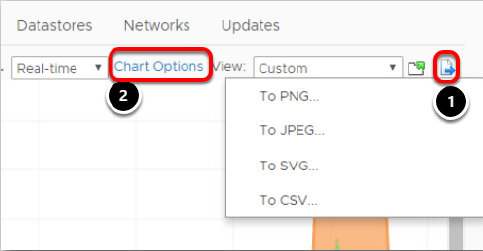 Datastores Networks Updates
Real-time Chart Options View: Custom
2
1
To PNG...
To JPEG...
To SVG...
To CSV...